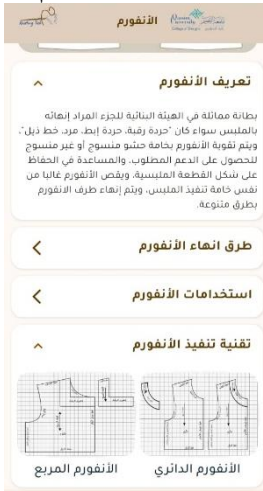 الأنفورم
تعريف الأنفورم
بطانة مماثلة في الهيئة البنائية للجزء المراد إنهائه
بالملبس سواء كان "حردة رقبة، حردة إبط، مرد، خط ذيل"،
ويتم تقوية الأنفورم بخامة حشو منسوج أو غير منسوج
للحصول على الدعم المطلوب، والمساعدة في الحفاظ
على شكل القطعة الملبسية، ويقص الأنفورم غالبا من
نفس خامة تنفيذ الملبس، ويتم إنهاء طرف الانفورم
بطرق متنوعة.
طرق انهاء الأنفورم
استخدامات الأنفورم
تقنية تنفيذ الأنفورم
الأنفورم الدائري
الأنفورم المربع